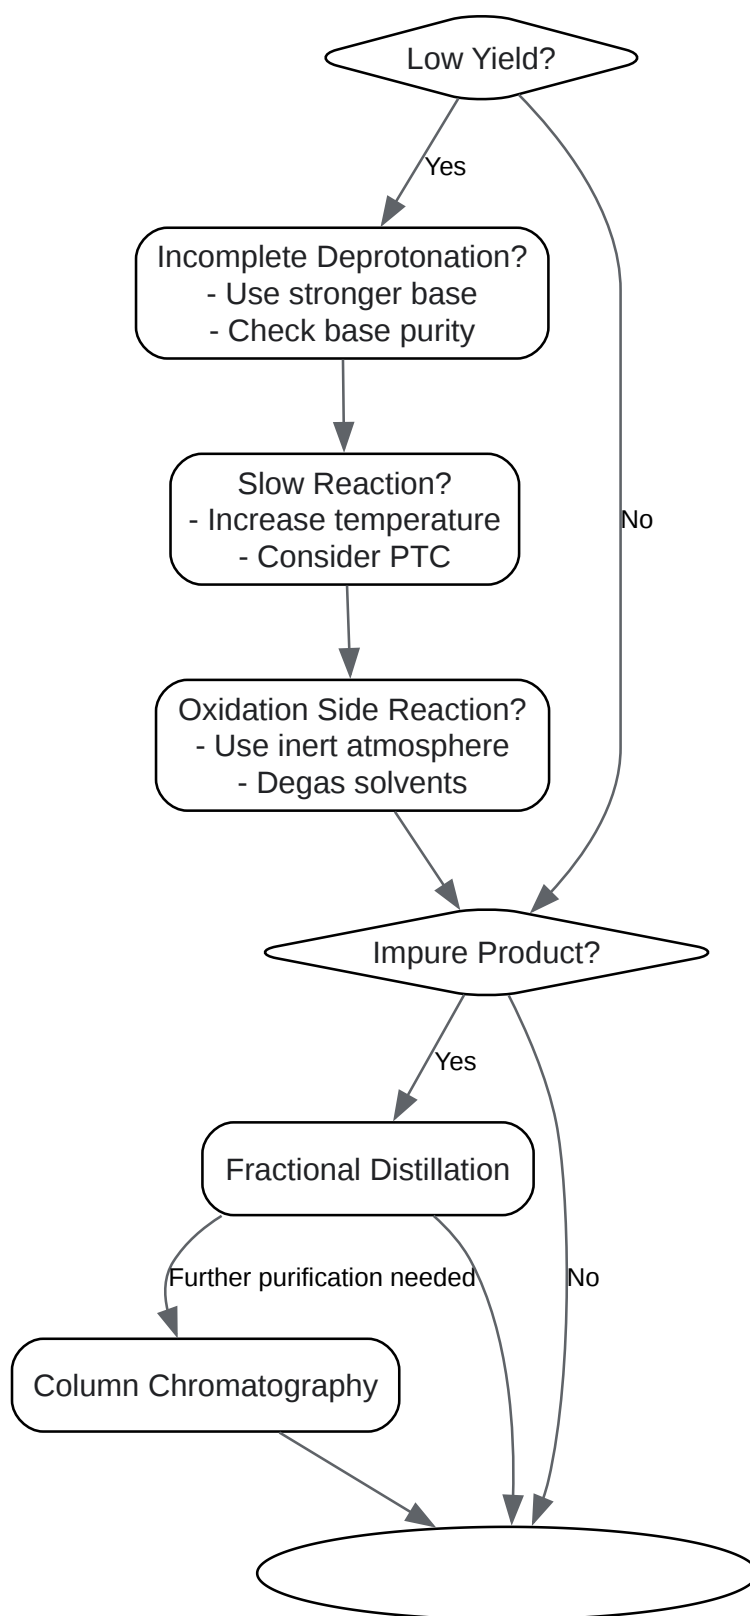 Low Yield?
Yes
Incomplete Deprotonation?
- Use stronger base
- Check base purity
Slow Reaction?
- Increase temperature
- Consider PTC
No
Oxidation Side Reaction?
- Use inert atmosphere
- Degas solvents
Impure Product?
Yes
Fractional Distillation
Further purification needed
No
Column Chromatography